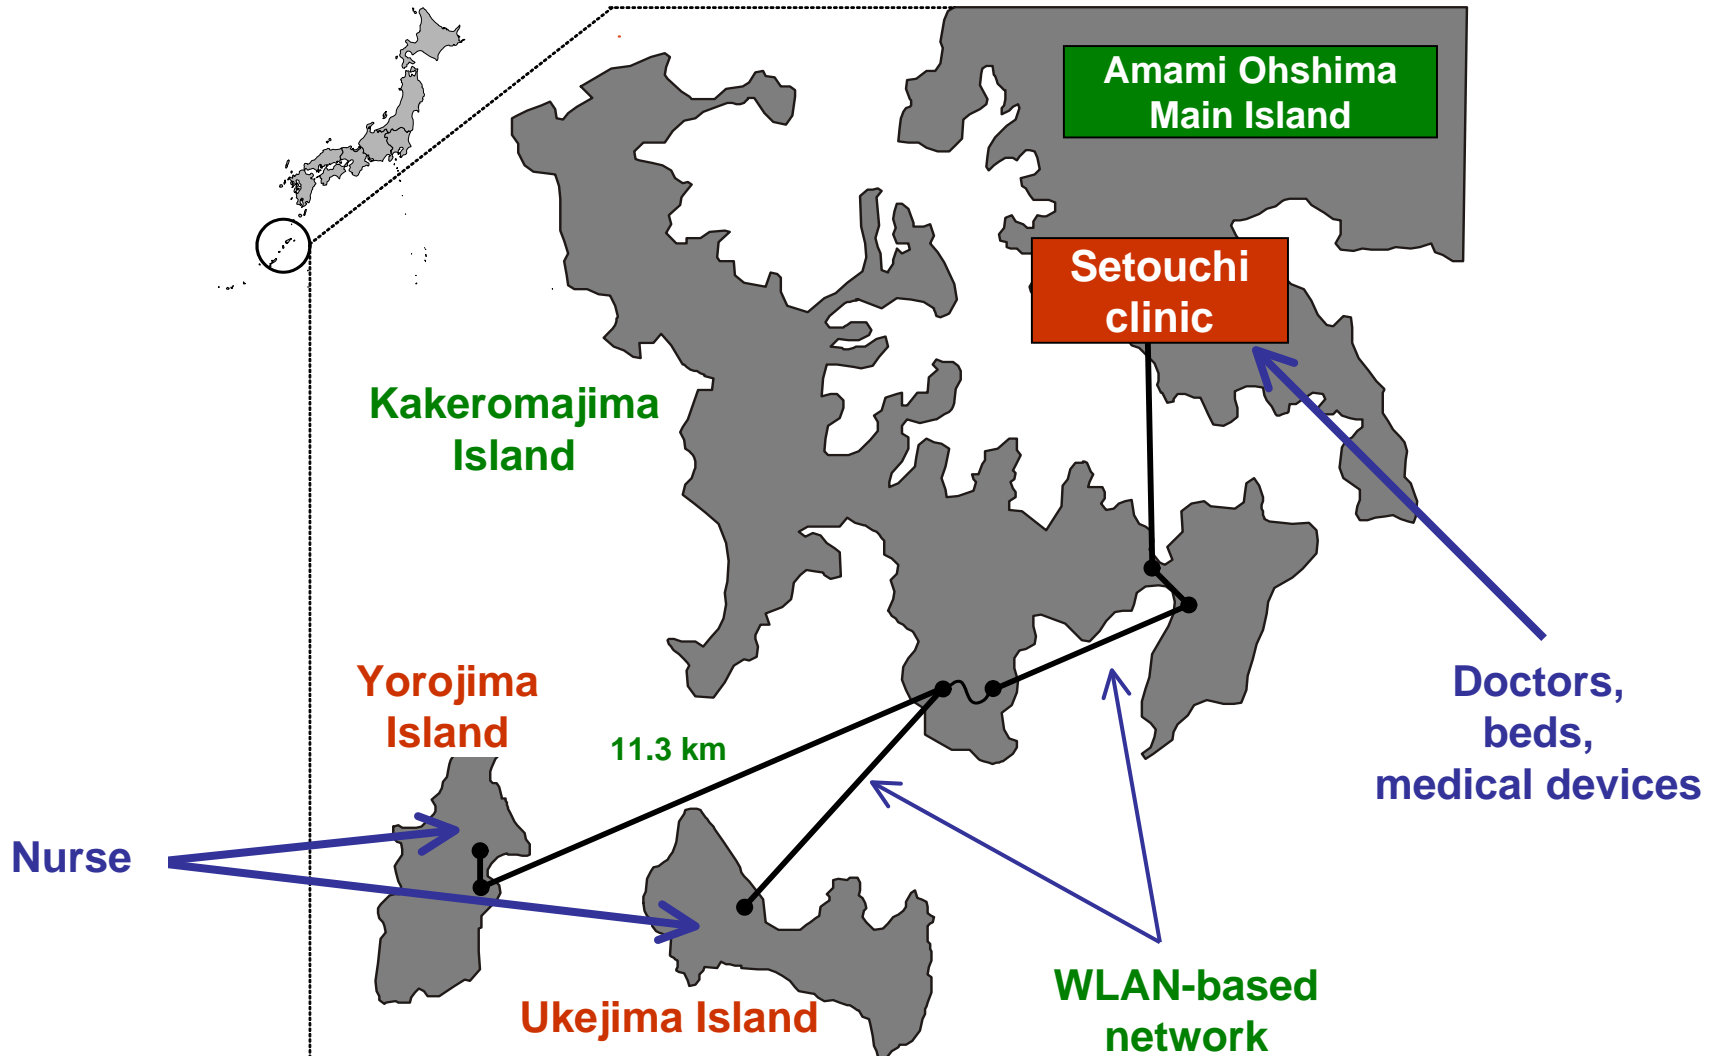 Amami Ohshima
Main Island
Setouchi
clinic
Kakeromajima
Island
Yorojima
Island
11.3 km
Doctors,
beds,
medical devices
Nurse
Ukejima Island
WLAN-based
network